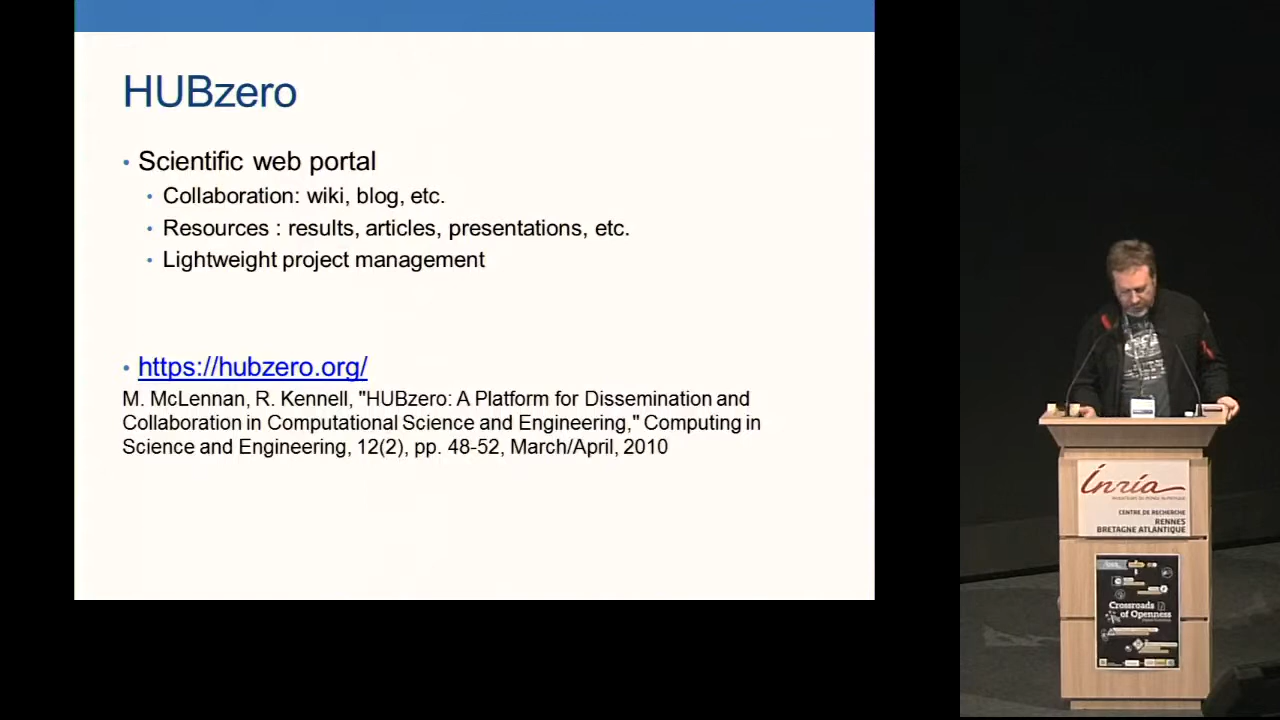 HUBzero
• Scientific web portal
• Collaboration: wiki, blog, etc.
• Resources : results, articles, presentations, etc.
• Lightweight project management
• https://hubzero.org/
M. McLennan, R. Kennell, "HUBzero: A Platform for Dissemination and
Collaboration in Computational Science and Engineering," Computing in
Science and Engineering, 12(2), pp. 48-52, March/April, 2010
Inria
CENTRE DE RECHERCHE
RENNES
BRETAGNE ATLANTIQUE
Crossroads
of Openness